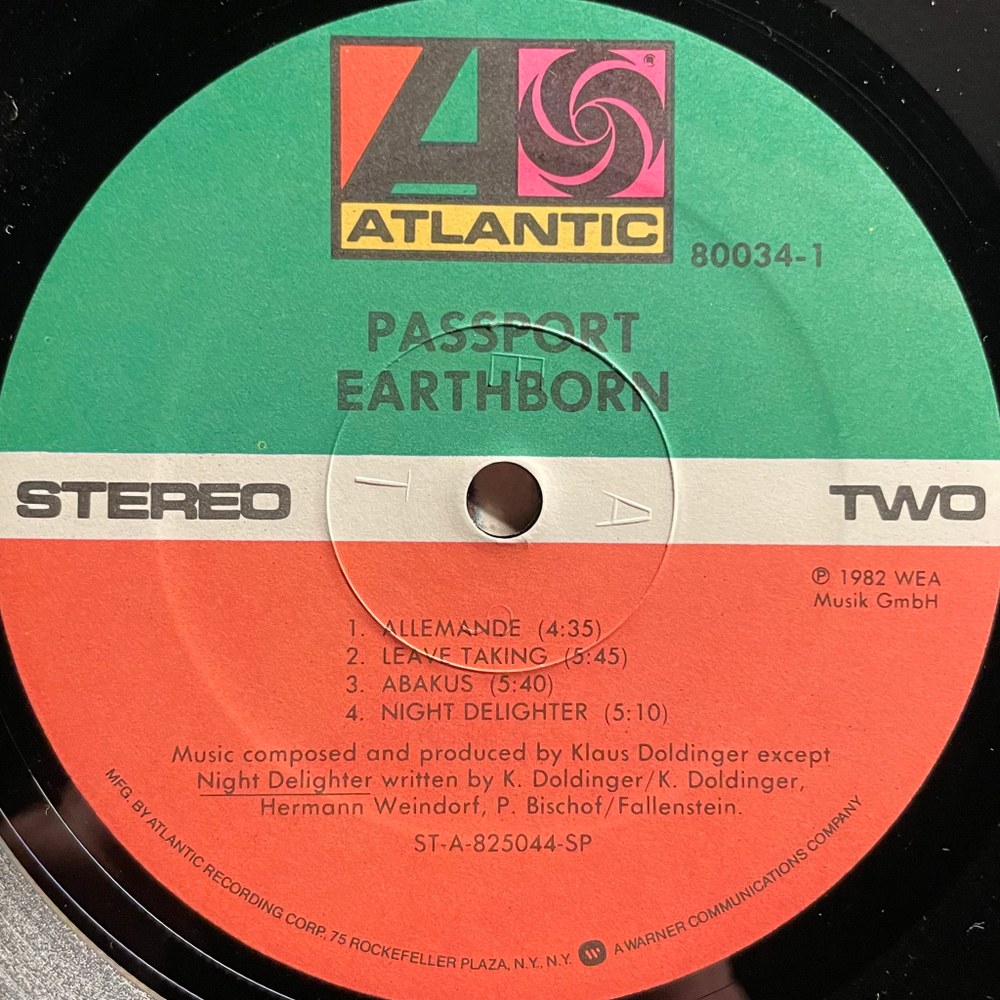 ATLANTIC
®
80034-1
PASSPORT
EARTHBORN
STEREO
TWO
℗ 1982 WEA
Musik GmbH
1. ALLEMANDE (4:35)
2. LEAVE TAKING (5:45)
3. ABAKUS (5:40)
4. NIGHT DELIGHTER (5:10)
Music composed and produced by Klaus Doldinger except
Night Delighter written by K. Doldinger/K. Doldinger,
Hermann Weindorf, P. Bischof/Fallenstein.
ST-A-825044-SP
MFG BY ATLANTIC RECORDING CORP., 75 ROCKEFELLER PLAZA, N.Y., N.Y. A WARNER COMMUNICATIONS COMPANY